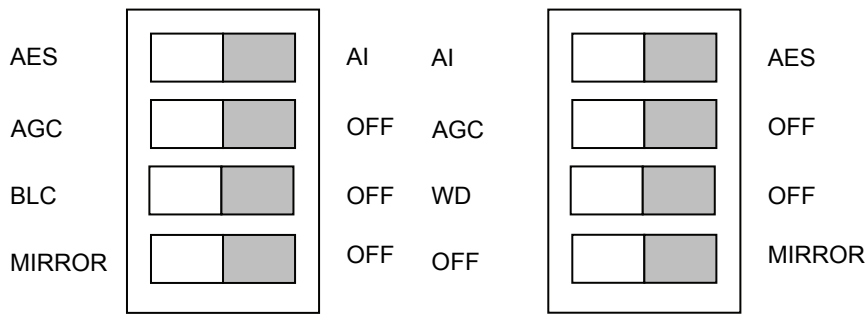 AES AI AI AES
AGC OFF AGC OFF
BLC OFF WD OFF
MIRROR OFF OFF MIRROR